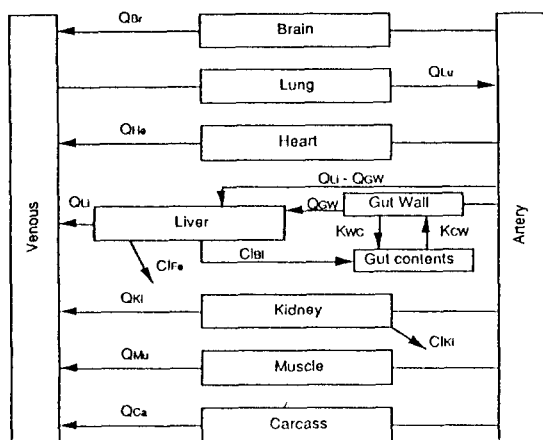 QBr
Brain
Lung
QLu
QHe
Heart
QLi - QGW
QLi
QGW
Gut Wall
Liver
KWC
KCW
Venous
Artery
ClBI
Gut contents
ClFe
QKi
Kidney
ClKi
QMu
Muscle
QCa
Carcass